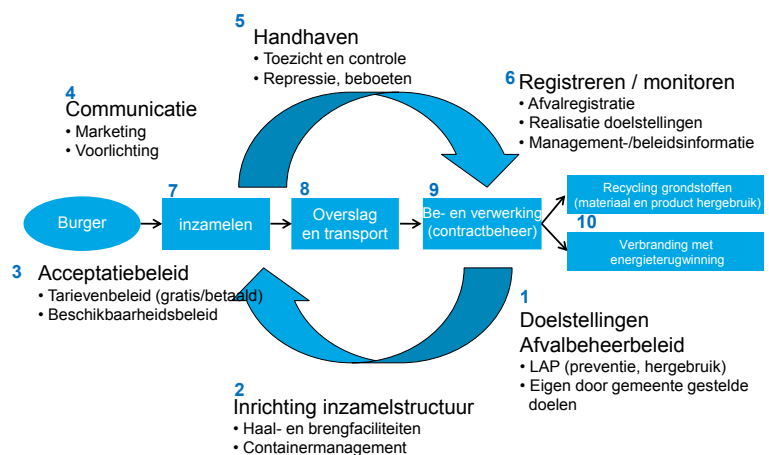 5
Handhaven
• Toezicht en controle
• Repressie, beboeten
4
Communicatie
• Marketing
• Voorlichting
6 Registreren / monitoren
• Afvalregistratie
• Realisatie doelstellingen
• Management-/beleidsinformatie
7
8
9
Burger
inzamelen
Overslag
en transport
Be- en verwerking
(contractbeheer)
Recycling grondstoffen
(materiaal en product hergebruik)
10
Verbranding met
energieterugwinning
3 Acceptatiebeleid
• Tarievenbeleid (gratis/betaald)
• Beschikbaarheidsbeleid
1
Doelstellingen
Afvalbeheerbeleid
• LAP (preventie, hergebruik)
• Eigen door gemeente gestelde
doelen
2
Inrichting inzamelstructuur
• Haal- en brengfaciliteiten
• Containermanagement